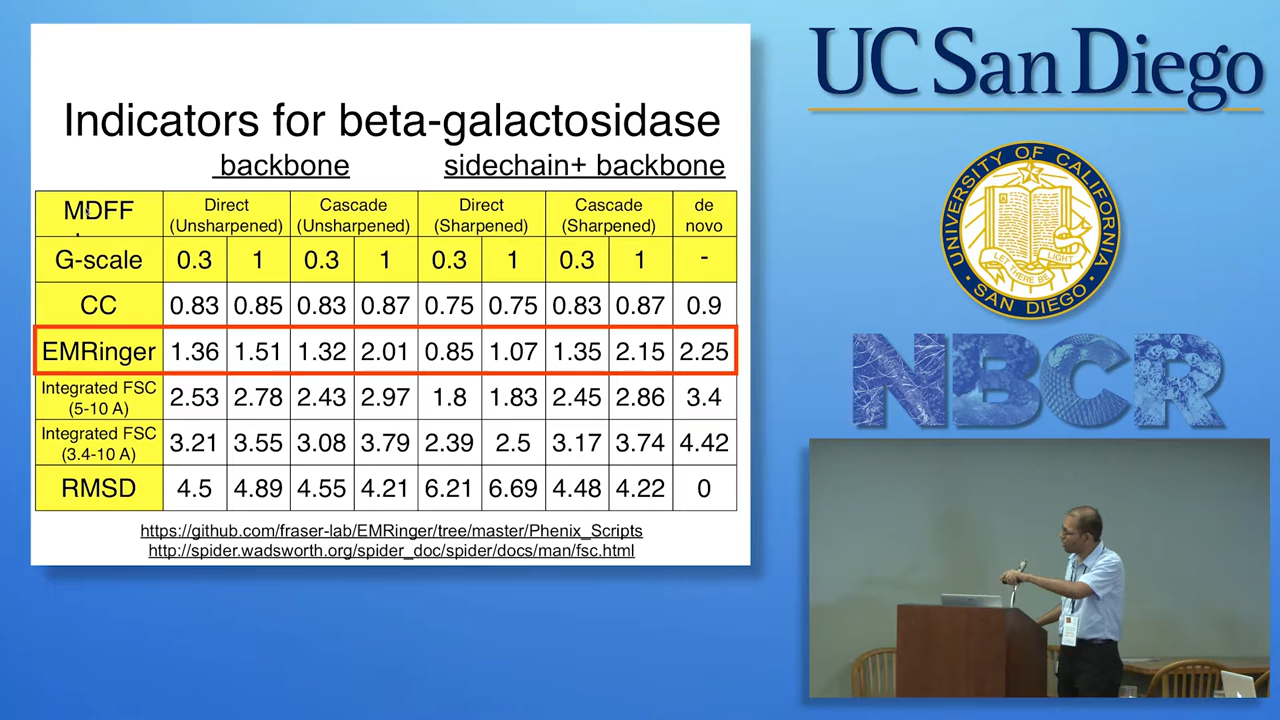 Indicators for beta-galactosidase
backbone sidechain+ backbone
MDFF Direct (Unsharpened) Cascade (Unsharpened) Direct (Sharpened) Cascade (Sharpened) de novo
G-scale 0.3 1 0.3 1 0.3 1 0.3 1 -
CC 0.83 0.85 0.83 0.87 0.75 0.75 0.83 0.87 0.9
EMRinger 1.36 1.51 1.32 2.01 0.85 1.07 1.35 2.15 2.25
Integrated FSC (5-10 A) 2.53 2.78 2.43 2.97 1.8 1.83 2.45 2.86 3.4
Integrated FSC (3.4-10 A) 3.21 3.55 3.08 3.79 2.39 2.5 3.17 3.74 4.42
RMSD 4.5 4.89 4.55 4.21 6.21 6.69 4.48 4.22 0
https://github.com/fraser-lab/EMRinger/tree/master/Phenix_Scripts
http://spider.wadsworth.org/spider_doc/spider/docs/man/fsc.html
UC San Diego
UNIVERSITY OF CALIFORNIA
LET THERE BE LIGHT
SAN DIEGO
NBCR